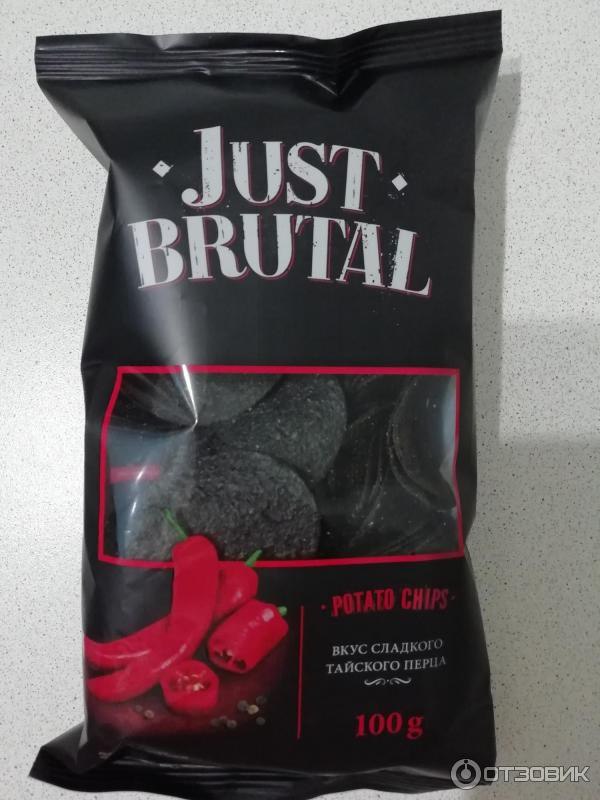 JUST
BRUTAL
POTATO CHIPS
ВКУС СЛАДКОГО
ТАЙСКОГО ПЕРЦА
100 g
ОТЗОВИК